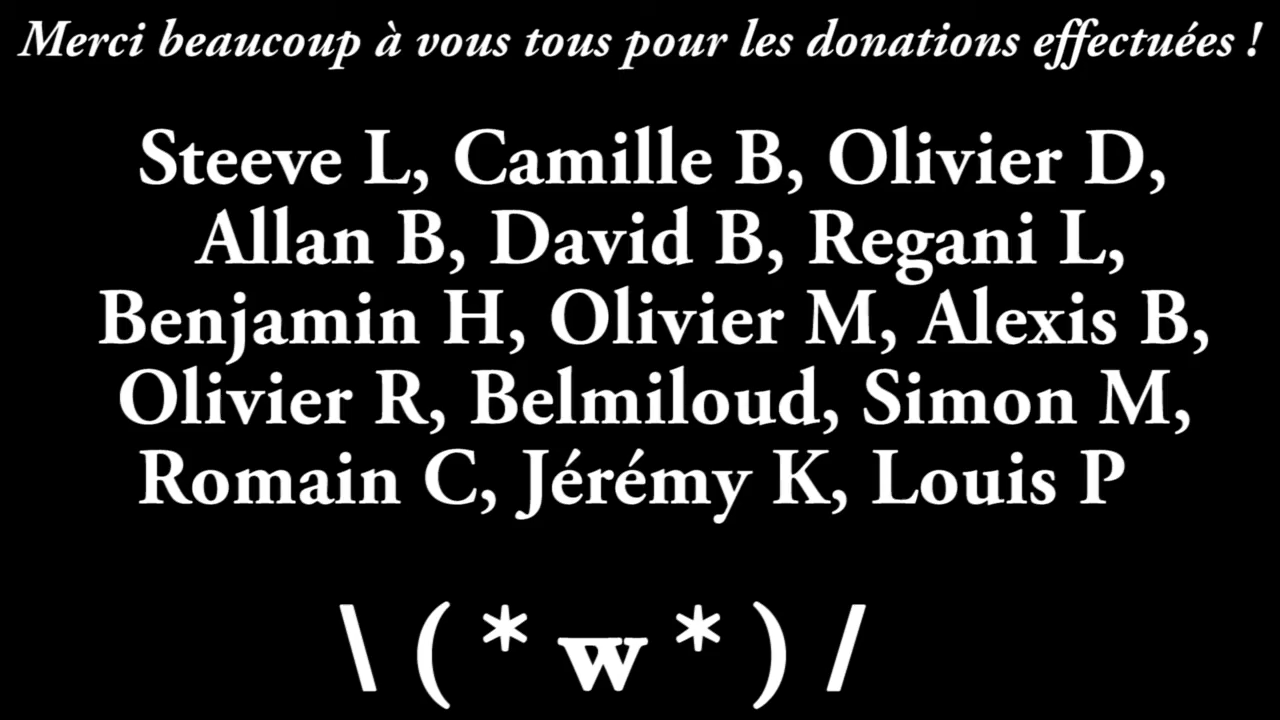 Merci beaucoup à vous tous pour les donations effectuées !
Steeve L, Camille B, Olivier D,
Allan B, David B, Regani L,
Benjamin H, Olivier M, Alexis B,
Olivier R, Belmiloud, Simon M,
Romain C, Jérémy K, Louis P
\ ( * w * ) /